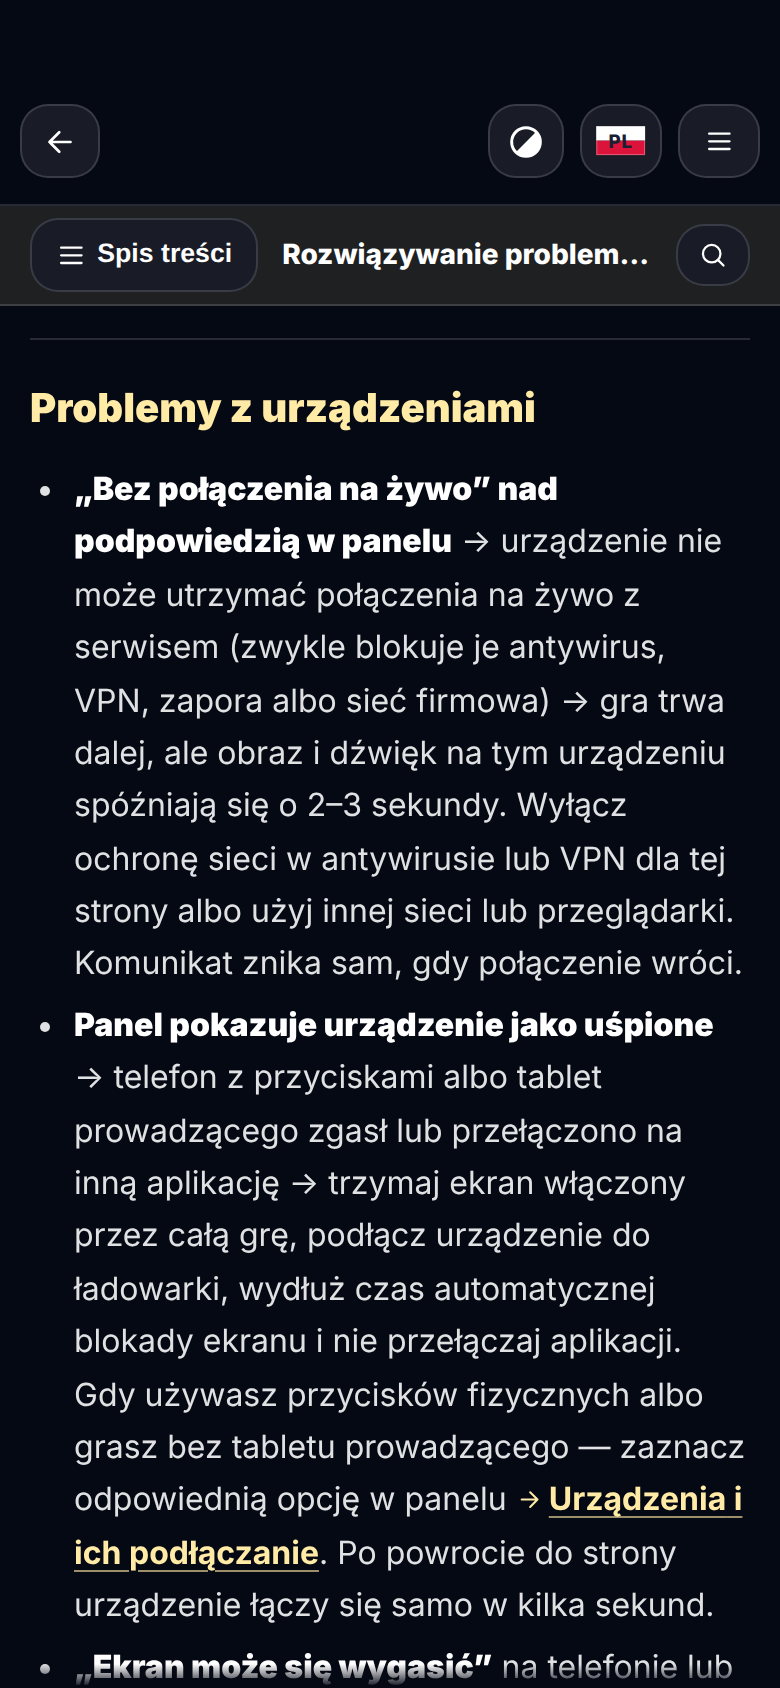 PL
Spis treści
Rozwiązywanie problem...
Problemy z urządzeniami
• „Bez połączenia na żywo” nad
podpowiedzią w panelu → urządzenie nie
może utrzymać połączenia na żywo z
serwisem (zwykle blokuje je antywirus,
VPN, zapora albo sieć firmowa) → gra trwa
dalej, ale obraz i dźwięk na tym urządzeniu
spóźniają się o 2–3 sekundy. Wyłącz
ochronę sieci w antywirusie lub VPN dla tej
strony albo użyj innej sieci lub przeglądarki.
Komunikat znika sam, gdy połączenie wróci.
• Panel pokazuje urządzenie jako uśpione
→ telefon z przyciskami albo tablet
prowadzącego zgasł lub przełączono na
inną aplikację → trzymaj ekran włączony
przez całą grę, podłącz urządzenie do
ładowarki, wydłuż czas automatycznej
blokady ekranu i nie przełączaj aplikacji.
Gdy używasz przycisków fizycznych albo
grasz bez tabletu prowadzącego — zaznacz
odpowiednią opcję w panelu → Urządzenia i
ich podłączanie. Po powrocie do strony
urządzenie łączy się samo w kilka sekund.
• „Ekran może się wygasić” na telefonie lub